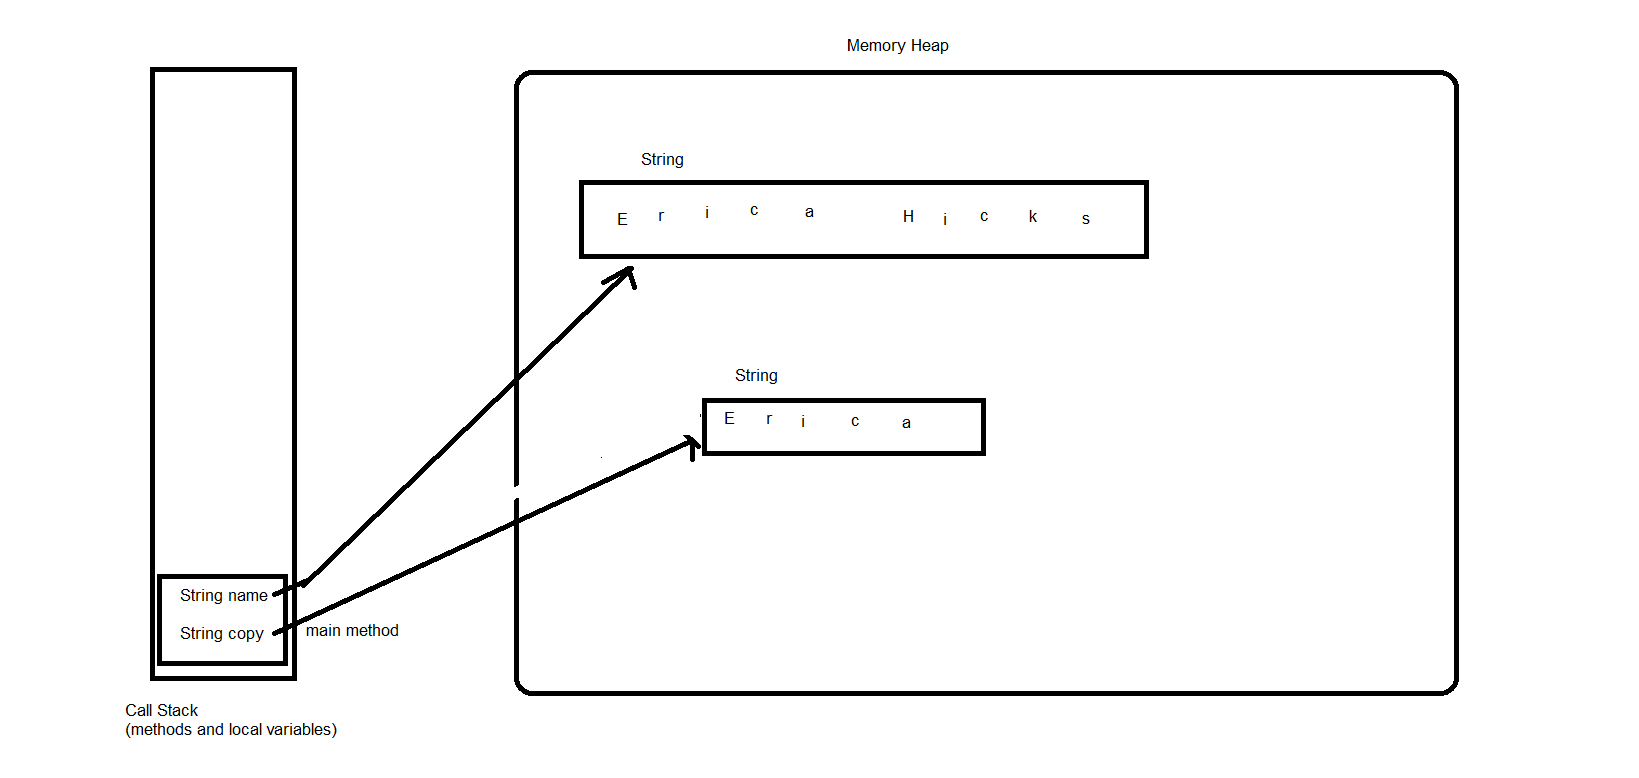 Memory Heap
String
E r i c a   H i c k s
String
E r i c a
String name
String copy
main method
Call Stack
(methods and local variables)